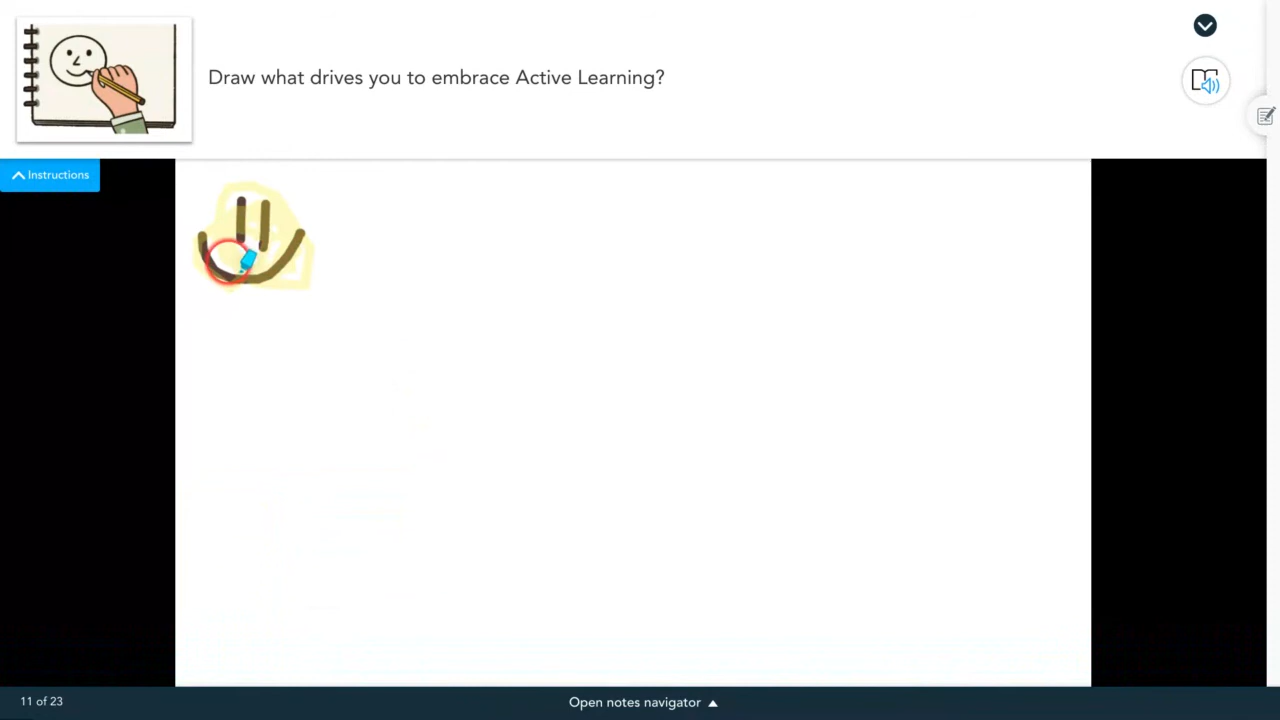 Draw what drives you to embrace Active Learning?
Instructions
11 of 23
Open notes navigator